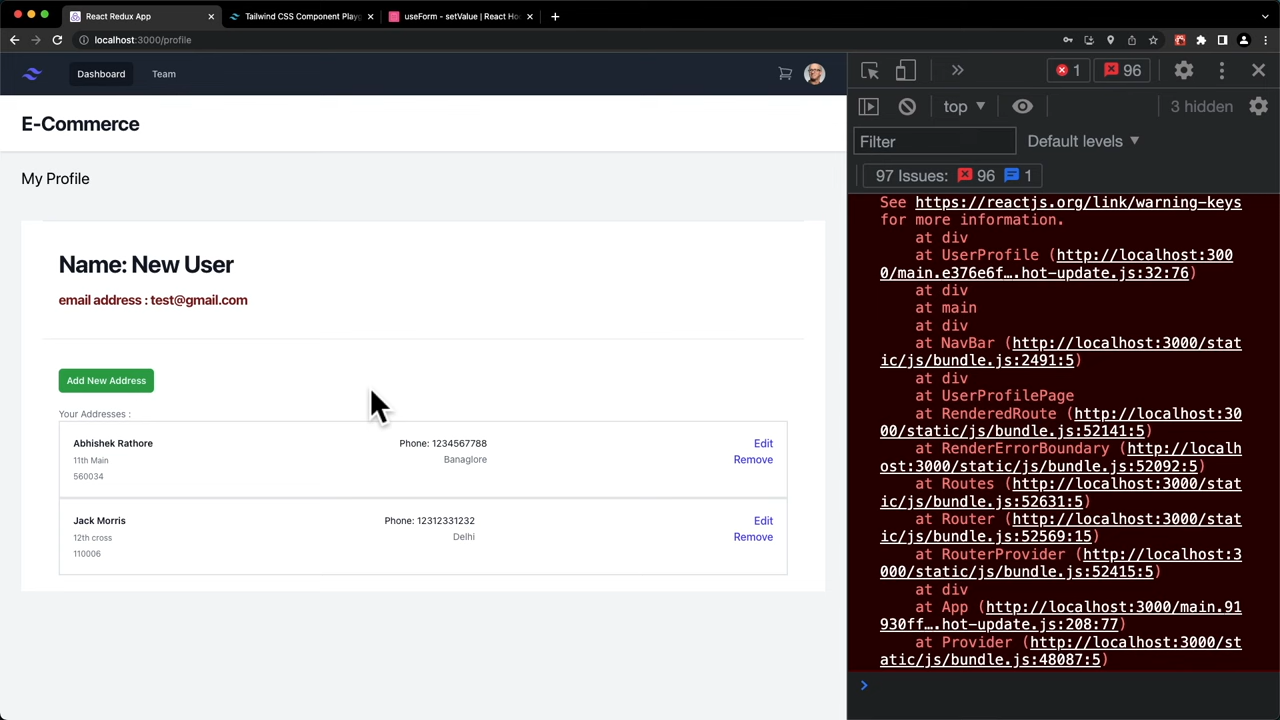 React Redux App
Tailwind CSS Component Playg
useForm - setValue | React Ho
localhost:3000/profile
Dashboard
Team
E-Commerce
My Profile
Name: New User
email address : test@gmail.com
Add New Address
Your Addresses :
Abhishek Rathore
Phone: 1234567788
Edit
11th Main
Banaglore
Remove
560034
Jack Morris
Phone: 12312331232
Edit
12th cross
Delhi
Remove
110006
1
96
top
3 hidden
Filter
Default levels
97 Issues: 96 1
See https://reactjs.org/link/warning-keys
for more information.
at div
at UserProfile (http://localhost:300
0/main.e376e6f….hot-update.js:32:76)
at div
at main
at div
at NavBar (http://localhost:3000/stat
ic/js/bundle.js:2491:5)
at div
at UserProfilePage
at RenderedRoute (http://localhost:30
00/static/js/bundle.js:52141:5)
at RenderErrorBoundary (http://localh
ost:3000/static/js/bundle.js:52092:5)
at Routes (http://localhost:3000/stat
ic/js/bundle.js:52631:5)
at Router (http://localhost:3000/stat
ic/js/bundle.js:52569:15)
at RouterProvider (http://localhost:3
000/static/js/bundle.js:52415:5)
at div
at App (http://localhost:3000/main.91
930ff….hot-update.js:208:77)
at Provider (http://localhost:3000/st
atic/js/bundle.js:48087:5)